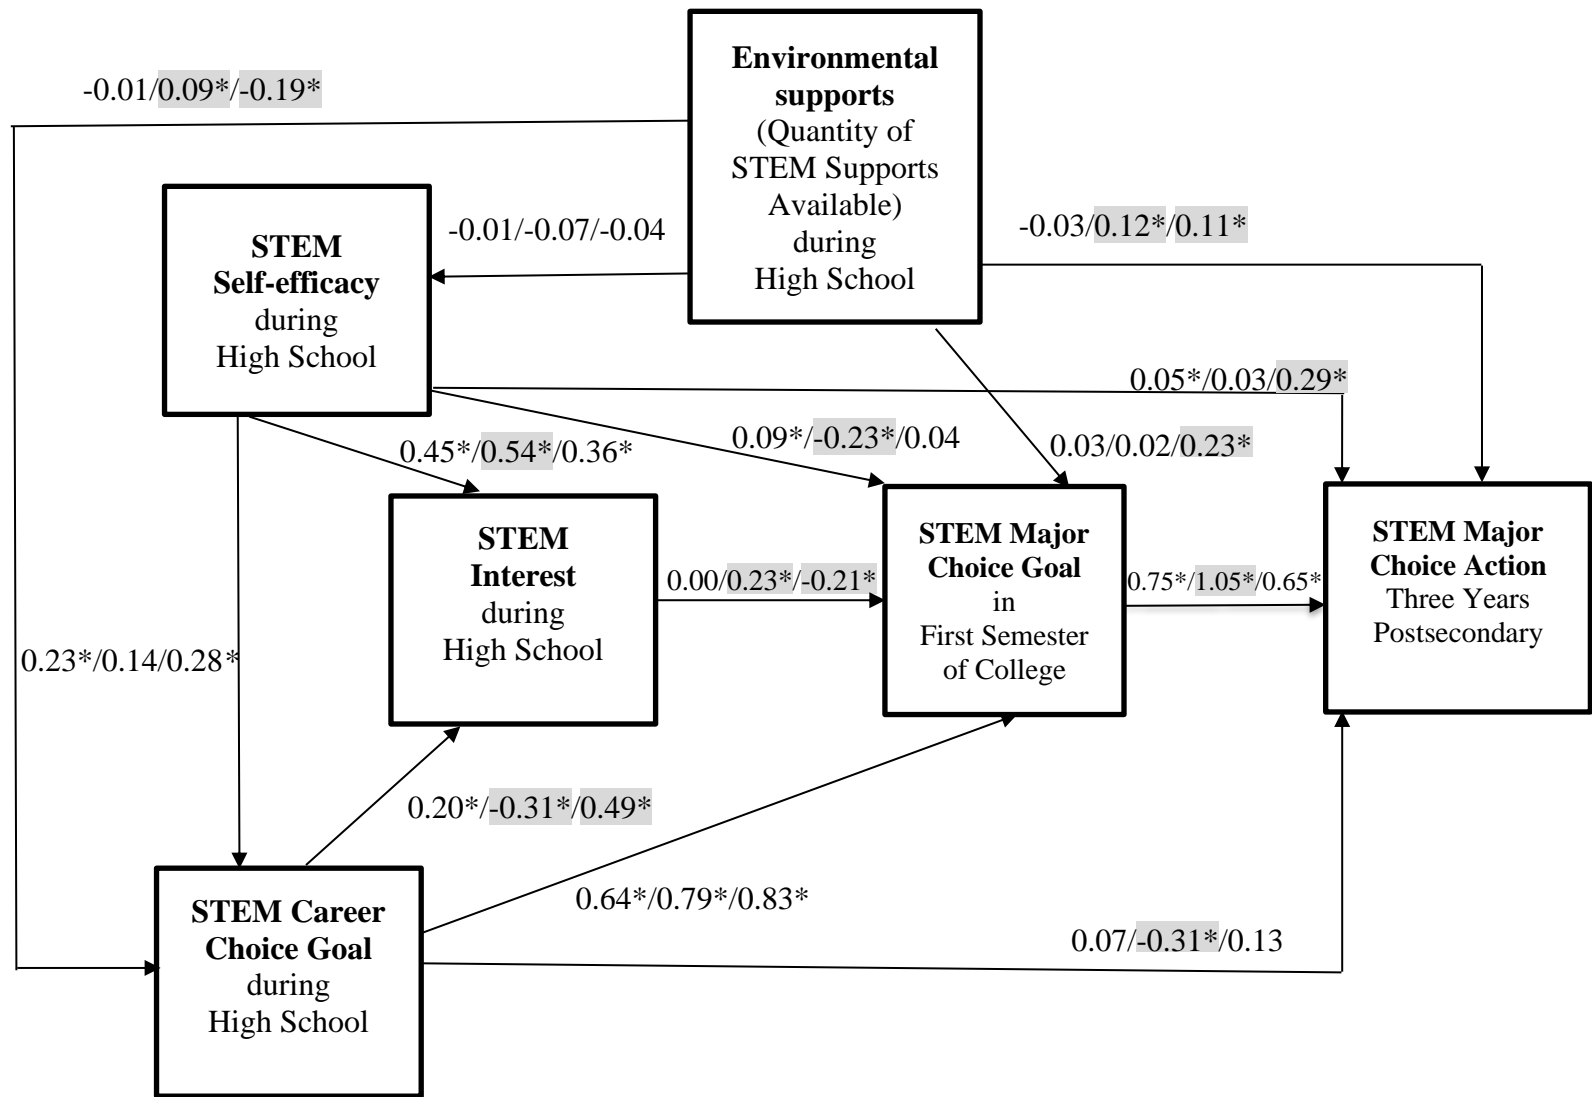 Environmental
supports
(Quantity of
STEM Supports
Available)
during
High School
-0.01/0.09*/-0.19*
STEM
Self-efficacy
during
High School
-0.01/-0.07/-0.04
-0.03/0.12*/0.11*
0.05*/0.03/0.29*
0.45*/0.54*/0.36*
0.09*/-0.23*/0.04
0.03/0.02/0.23*
STEM
Interest
during
High School
0.00/0.23*/-0.21*
STEM Major
Choice Goal
in
First Semester
of College
0.75*/1.05*/0.65*
STEM Major
Choice Action
Three Years
Postsecondary
0.23*/0.14/0.28*
0.20*/-0.31*/0.49*
0.64*/0.79*/0.83*
0.07/-0.31*/0.13
STEM Career
Choice Goal
during
High School